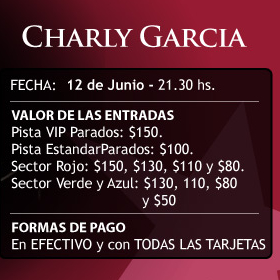 CHARLY GARCIA
FECHA: 12 de Junio - 21.30 hs.
VALOR DE LAS ENTRADAS
Pista VIP Parados: $150.
Pista EstandarParados: $100.
Sector Rojo: $150, $130, $110 y $80.
Sector Verde y Azul: $130, 110, $80
y $50
FORMAS DE PAGO
En EFECTIVO y con TODAS LAS TARJETAS